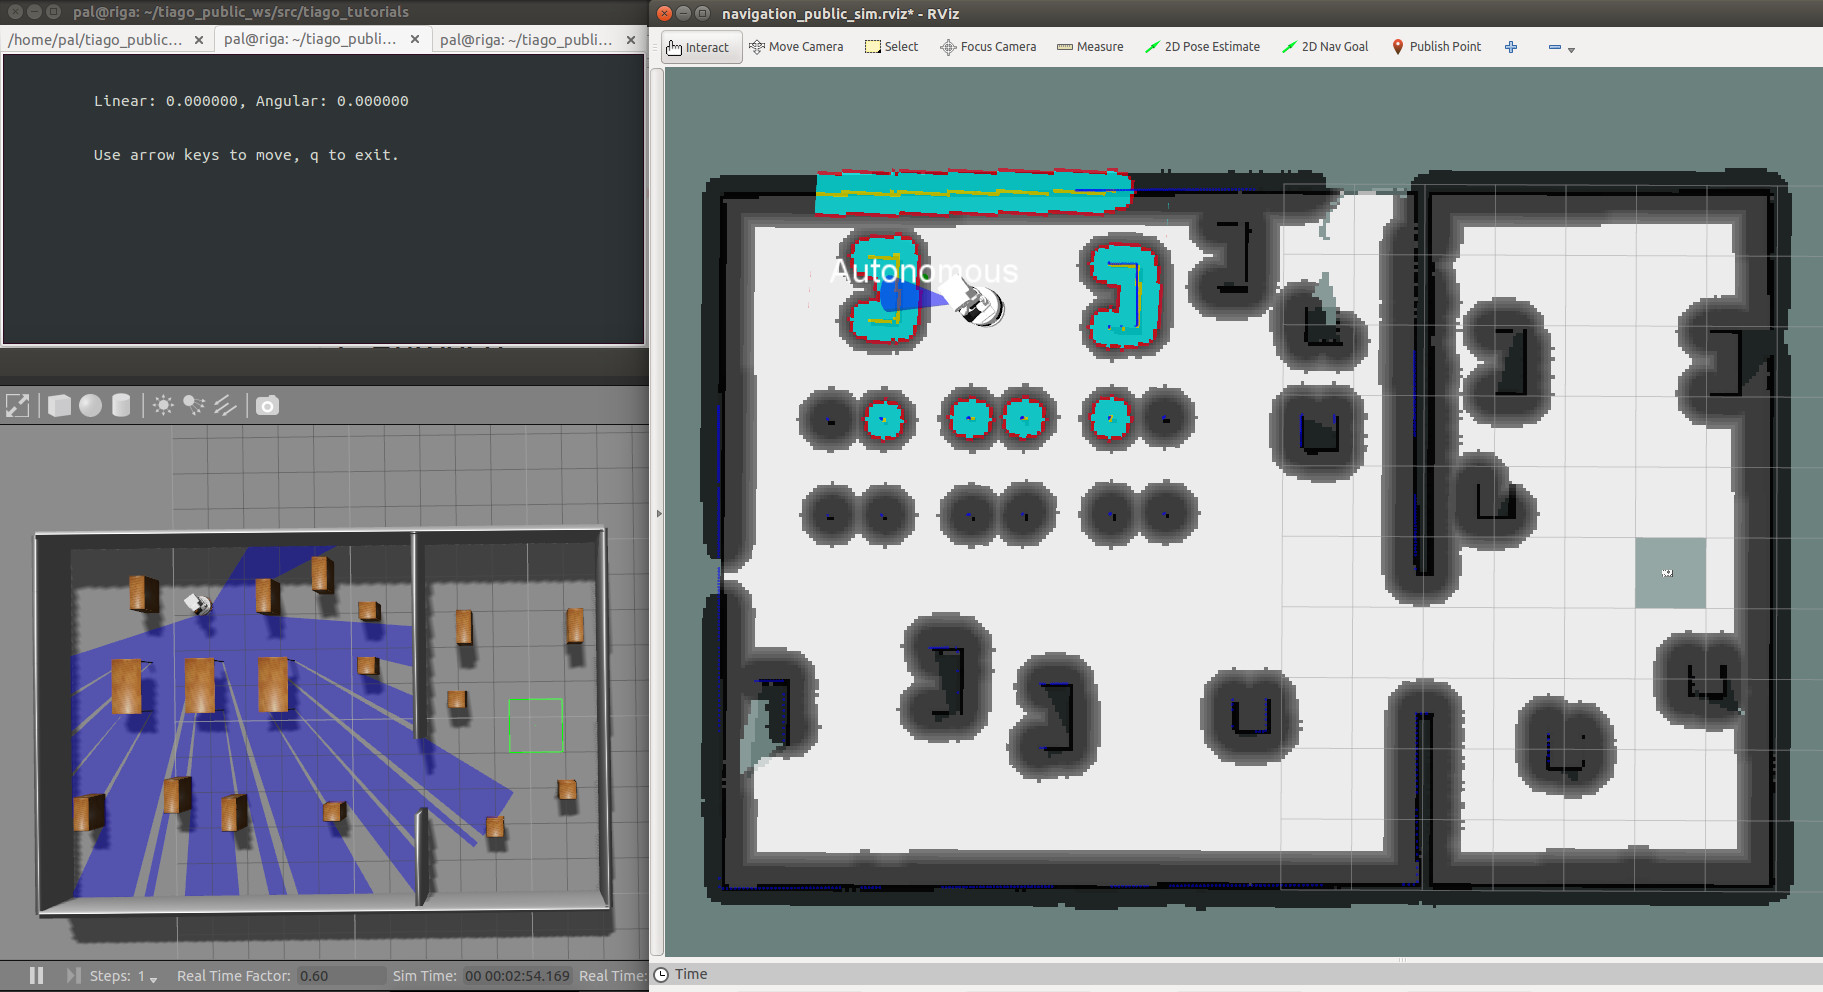 pal@riga: ~/tiago_public_ws/src/tiago_tutorials
/home/pal/tiago_public...
pal@riga: ~/tiago_publi...
pal@riga: ~/tiago_publi...
Linear: 0.000000, Angular: 0.000000
Use arrow keys to move, q to exit.
Steps: 1
Real Time Factor: 0.60
Sim Time: 00 00:02:54.169
Real Time:
navigation_public_sim.rviz* - RViz
Interact
Move Camera
Select
Focus Camera
Measure
2D Pose Estimate
2D Nav Goal
Publish Point
Autonomous
Time